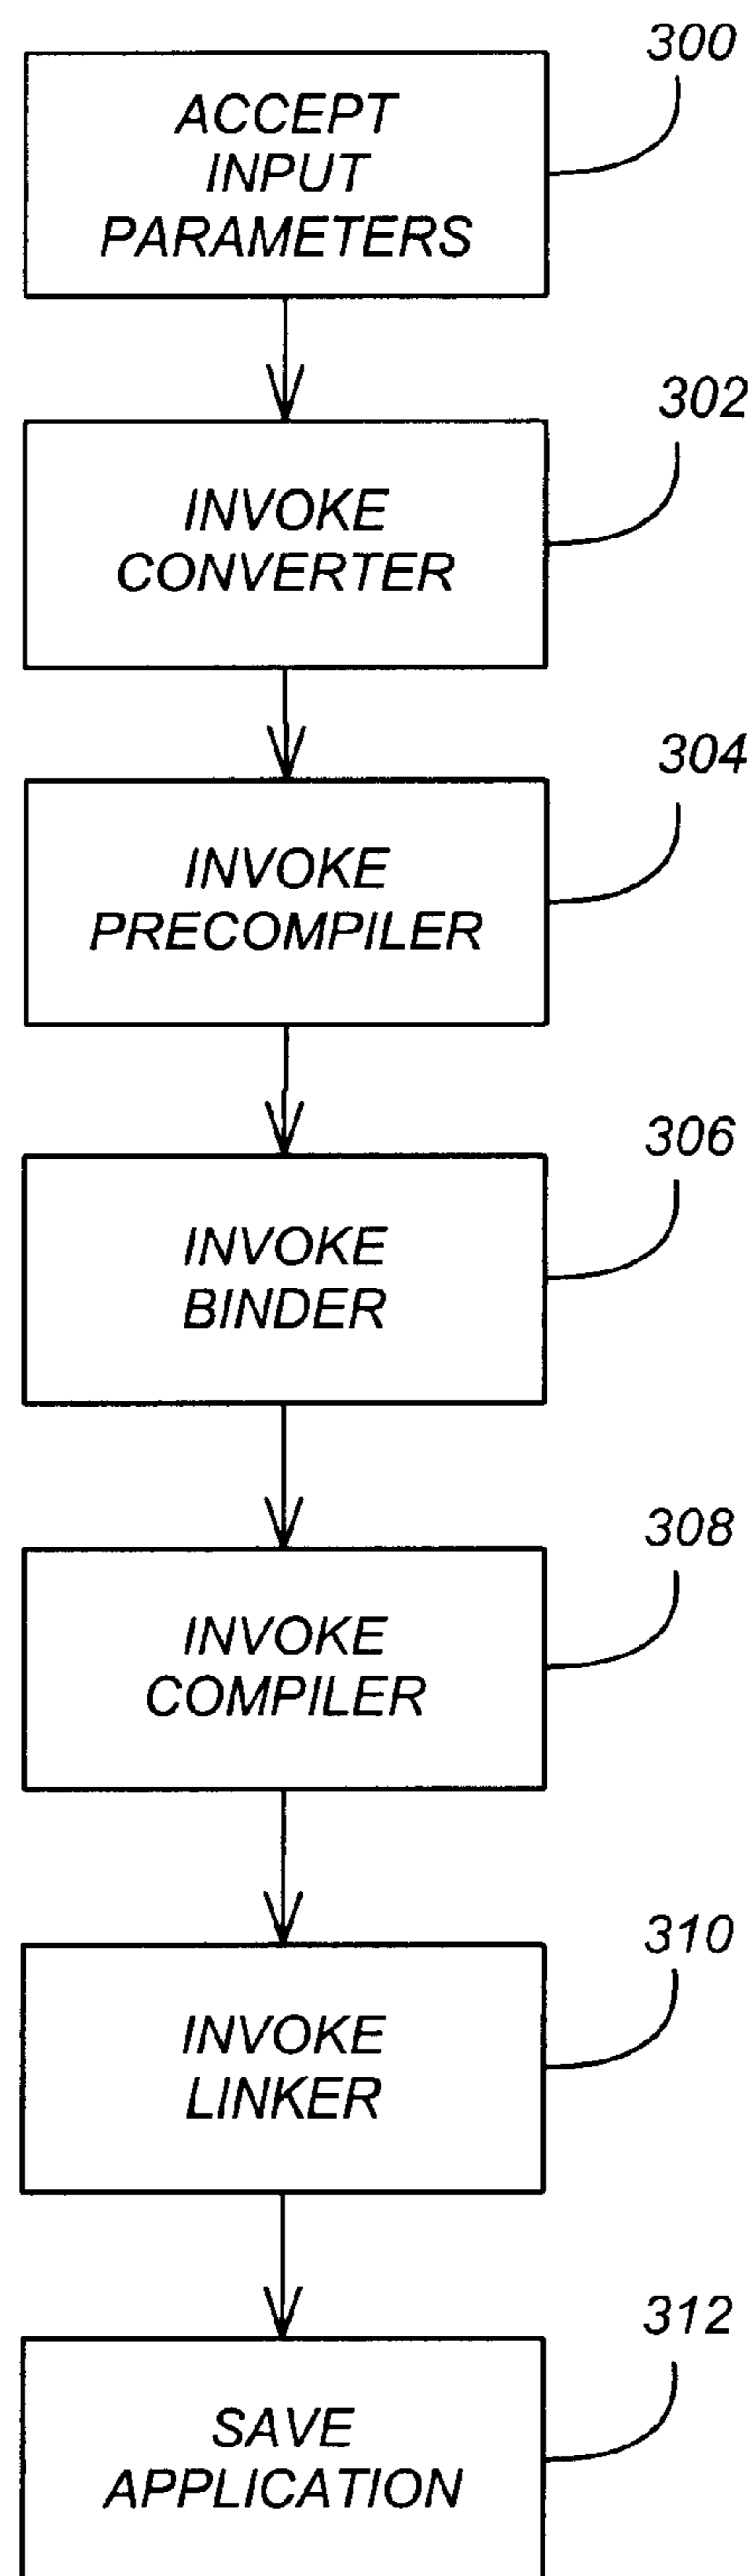 300
ACCEPT
INPUT
PARAMETERS
302
INVOKE
CONVERTER
304
INVOKE
PRECOMPILER
306
INVOKE
BINDER
308
INVOKE
COMPILER
310
INVOKE
LINKER
312
SAVE
APPLICATION